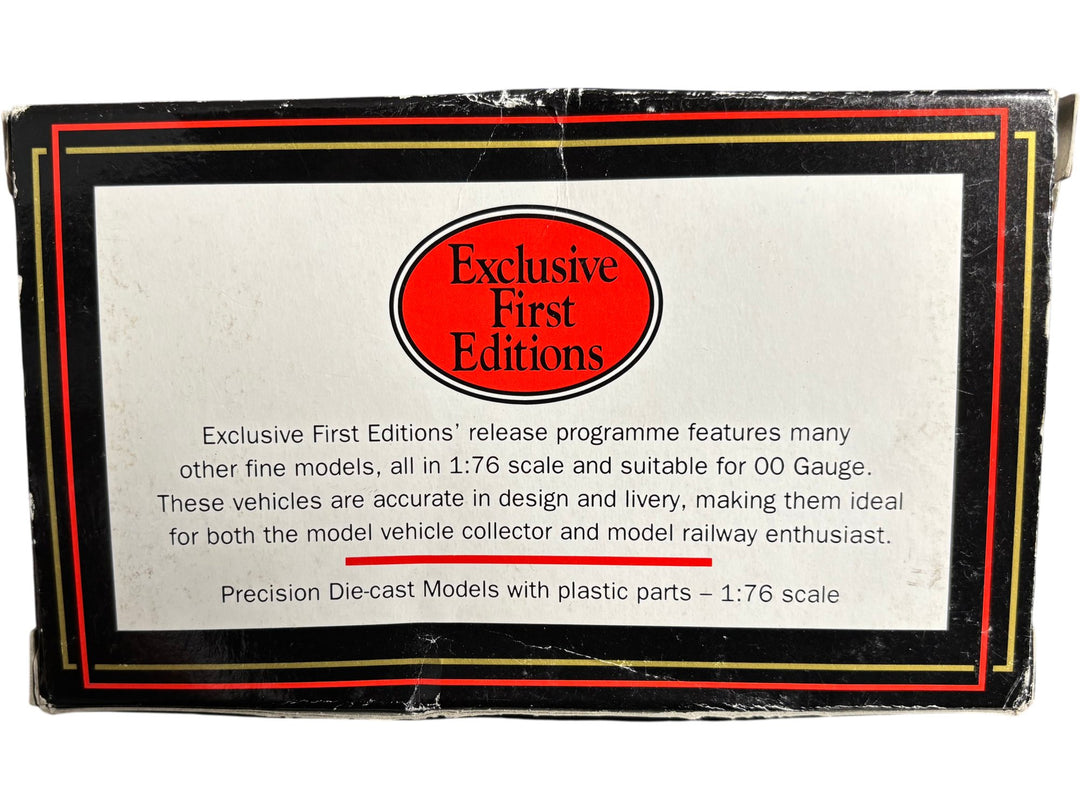 Exclusive
First
Editions
Exclusive First Editions' release programme features many
other fine models, all in 1:76 scale and suitable for 00 Gauge.
These vehicles are accurate in design and livery, making them ideal
for both the model vehicle collector and model railway enthusiast.
Precision Die-cast Models with plastic parts – 1:76 scale